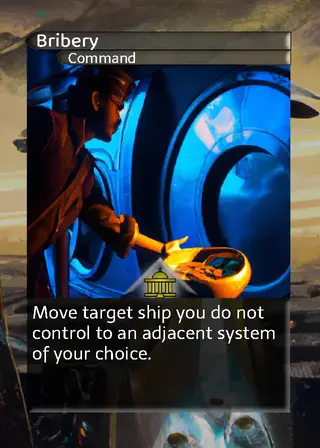 Bribery
Command
Move target ship you do not
control to an adjacent system
of your choice.